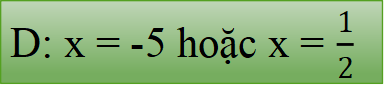 D: x = -5 hoặc x = 1/2